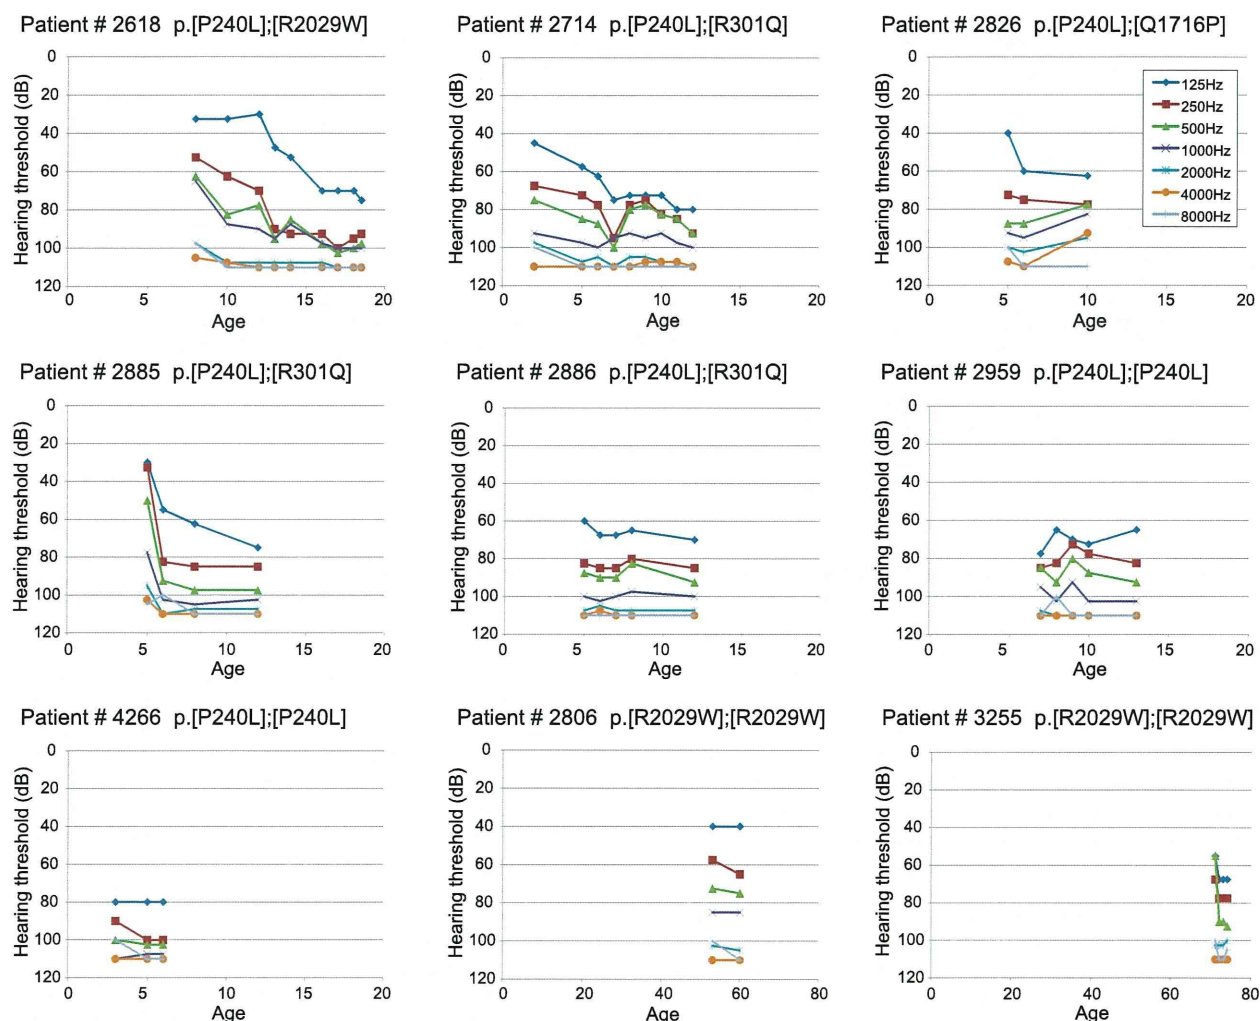 Patient # 2618 p.[P240L];[R2029W]
Hearing threshold (dB)
0
20
40
60
80
100
120
0 5 10 15 20
Age
Patient # 2714 p.[P240L];[R301Q]
Hearing threshold (dB)
0
20
40
60
80
100
120
0 5 10 15 20
Age
Patient # 2826 p.[P240L];[Q1716P]
Hearing threshold (dB)
0
20
40
60
80
100
120
0 5 10 15 20
Age
125Hz
250Hz
500Hz
1000Hz
2000Hz
4000Hz
8000Hz
Patient # 2885 p.[P240L];[R301Q]
Hearing threshold (dB)
0
20
40
60
80
100
120
0 5 10 15 20
Age
Patient # 2886 p.[P240L];[R301Q]
Hearing threshold (dB)
0
20
40
60
80
100
120
0 5 10 15 20
Age
Patient # 2959 p.[P240L];[P240L]
Hearing threshold (dB)
0
20
40
60
80
100
120
0 5 10 15 20
Age
Patient # 4266 p.[P240L];[P240L]
Hearing threshold (dB)
0
20
40
60
80
100
120
0 5 10 15 20
Age
Patient # 2806 p.[R2029W];[R2029W]
Hearing threshold (dB)
0
20
40
60
80
100
120
0 20 40 60 80
Age
Patient # 3255 p.[R2029W];[R2029W]
Hearing threshold (dB)
0
20
40
60
80
100
120
0 20 40 60 80
Age